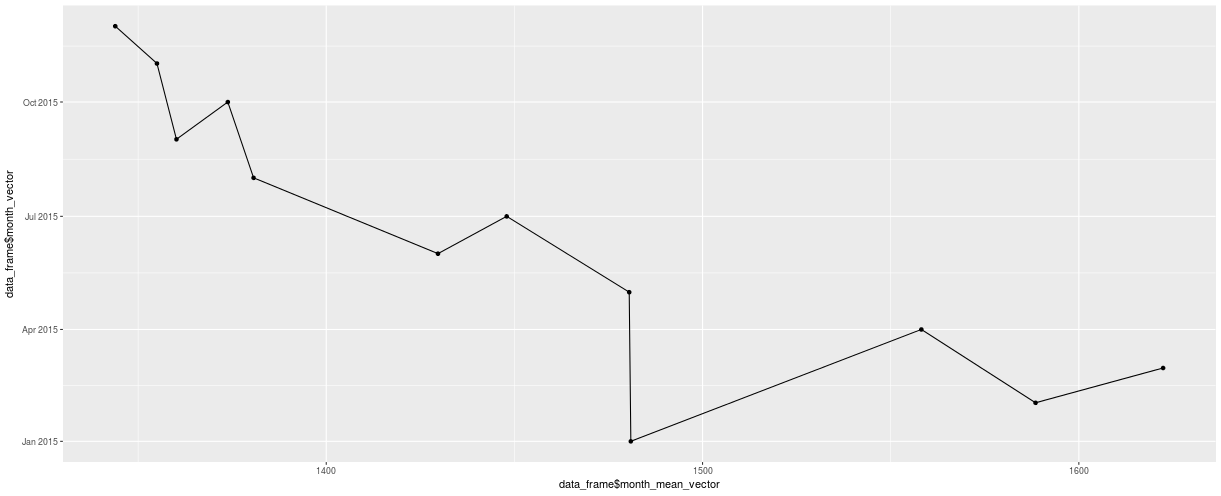 data_frame$month_vector
Oct 2015
Jul 2015
Apr 2015
Jan 2015
1400
1500
1600
data_frame$month_mean_vector